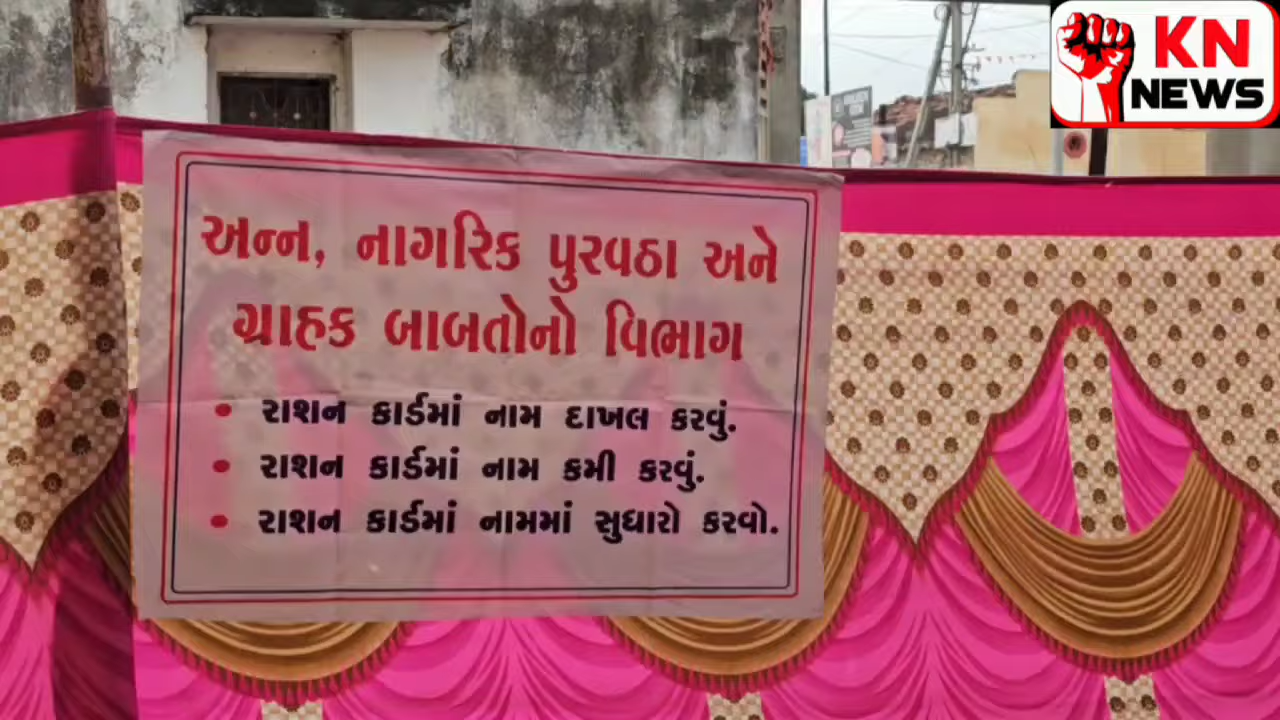 KN
NEWS
અન્ન, નાગરિક પુરવઠા અને
ગ્રાહક બાબતોનો વિભાગ
• રાશન કાર્ડમાં નામ દાખલ કરવું.
• રાશન કાર્ડમાં નામ કમી કરવું.
• રાશન કાર્ડમાં નામમાં સુધારો કરવો.